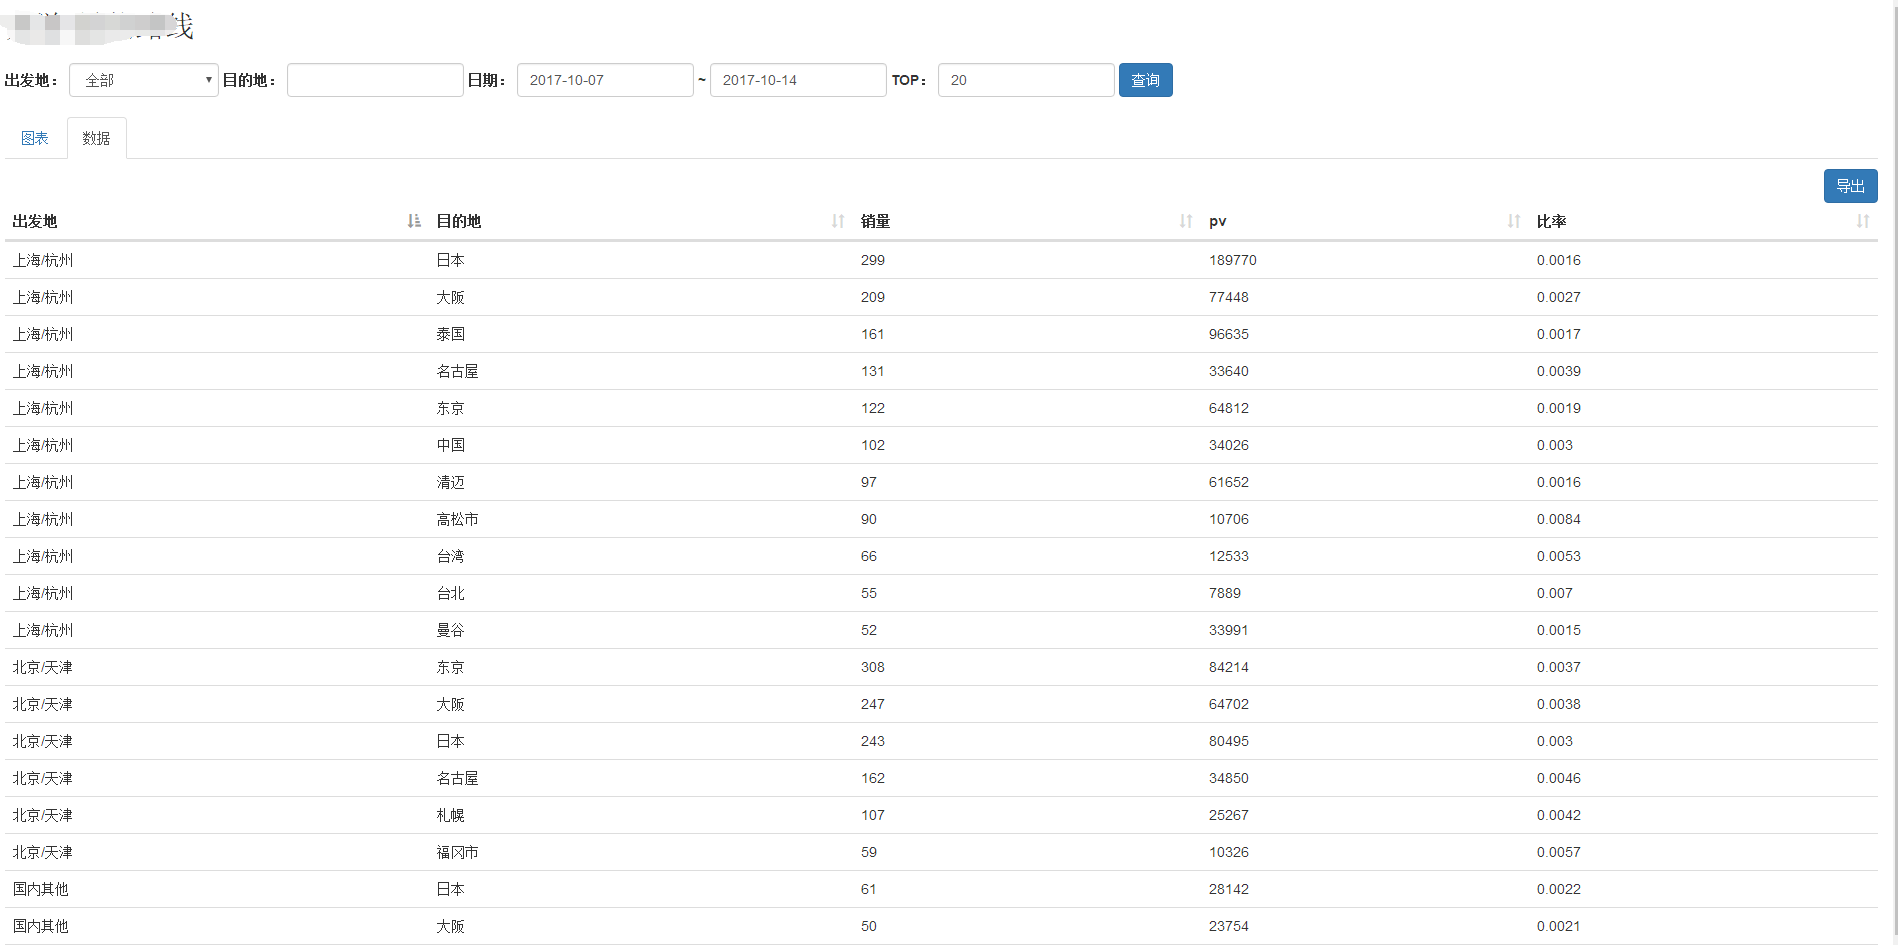 线
出发地： 全部 目的地： 日期： 2017-10-07 ~ 2017-10-14 TOP： 20 查询
图表 数据
导出
出发地 目的地 销量 pv 比率
上海/杭州 日本 299 189770 0.0016
上海/杭州 大阪 209 77448 0.0027
上海/杭州 泰国 161 96635 0.0017
上海/杭州 名古屋 131 33640 0.0039
上海/杭州 东京 122 64812 0.0019
上海/杭州 中国 102 34026 0.003
上海/杭州 清迈 97 61652 0.0016
上海/杭州 高松市 90 10706 0.0084
上海/杭州 台湾 66 12533 0.0053
上海/杭州 台北 55 7889 0.007
上海/杭州 曼谷 52 33991 0.0015
北京/天津 东京 308 84214 0.0037
北京/天津 大阪 247 64702 0.0038
北京/天津 日本 243 80495 0.003
北京/天津 名古屋 162 34850 0.0046
北京/天津 札幌 107 25267 0.0042
北京/天津 福冈市 59 10326 0.0057
国内其他 日本 61 28142 0.0022
国内其他 大阪 50 23754 0.0021